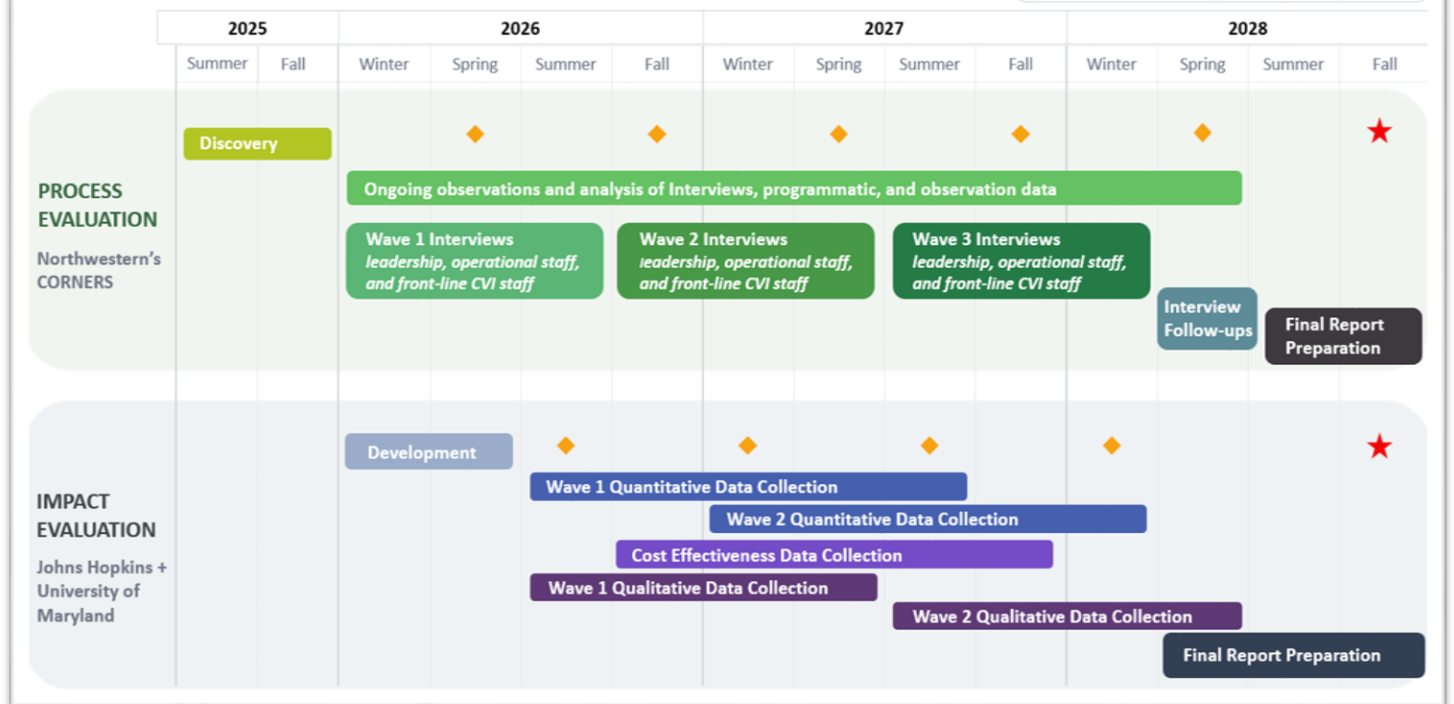 2025 2026 2027 2028
Summer Fall Winter Spring Summer Fall Winter Spring Summer Fall Winter Spring Summer Fall
PROCESS
EVALUATION
Northwestern's
CORNERS
Discovery
Ongoing observations and analysis of Interviews, programmatic, and observation data
Wave 1 Interviews
leadership, operational staff,
and front-line CVI staff
Wave 2 Interviews
leadership, operational staff,
and front-line CVI staff
Wave 3 Interviews
leadership, operational staff,
and front-line CVI staff
Interview
Follow-ups
Final Report
Preparation
IMPACT
EVALUATION
Johns Hopkins +
University of
Maryland
Development
Wave 1 Quantitative Data Collection
Wave 2 Quantitative Data Collection
Cost Effectiveness Data Collection
Wave 1 Qualitative Data Collection
Wave 2 Qualitative Data Collection
Final Report Preparation